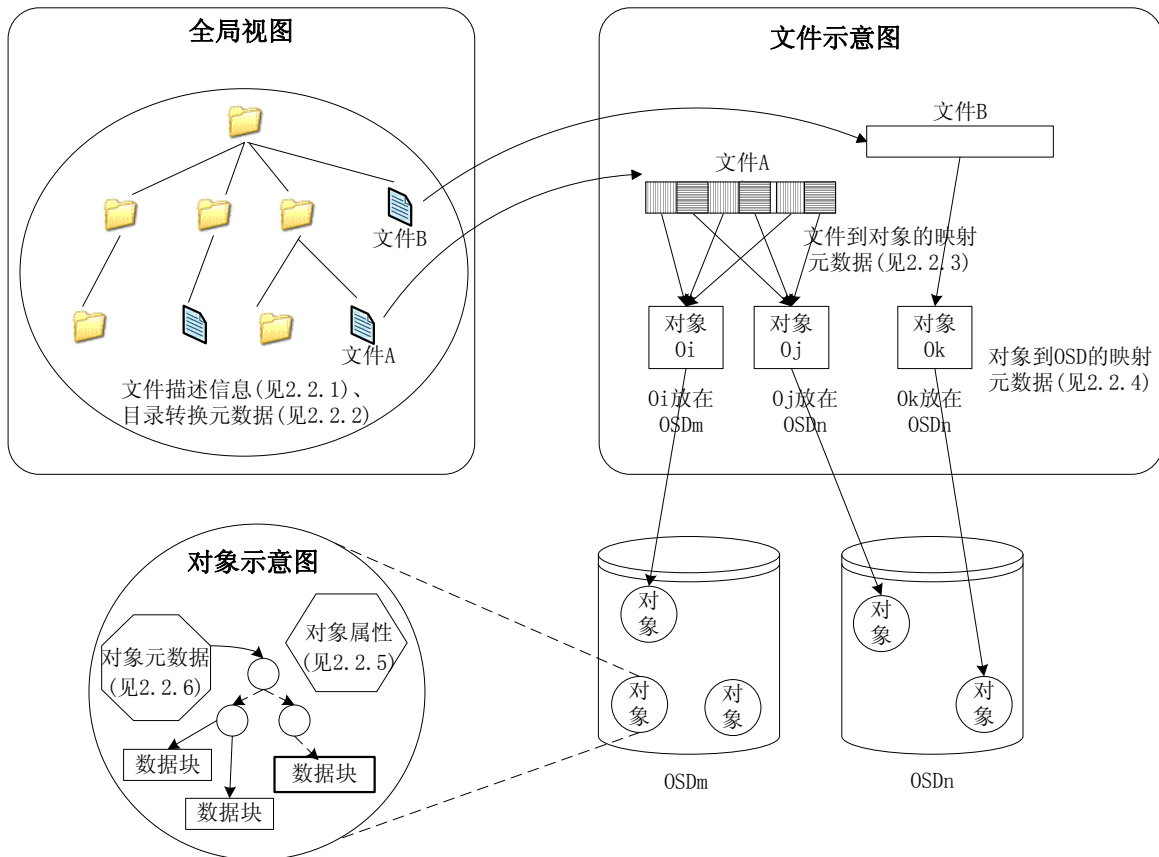 全局视图
文件B
文件A
文件描述信息(见2.2.1)、
目录转换元数据(见2.2.2)
文件示意图
文件B
文件A
文件到对象的映射
元数据(见2.2.3)
对象
Oi
对象
Oj
对象
Ok
对象到OSD的映射
元数据(见2.2.4)
Oi放在
OSDm
Oj放在
OSDn
Ok放在
OSDn
对象示意图
对象元数据
(见2.2.6)
对象属性
(见2.2.5)
数据块
数据块
数据块
对
象
对
象
对
象
OSDm
对
象
对
象
OSDn